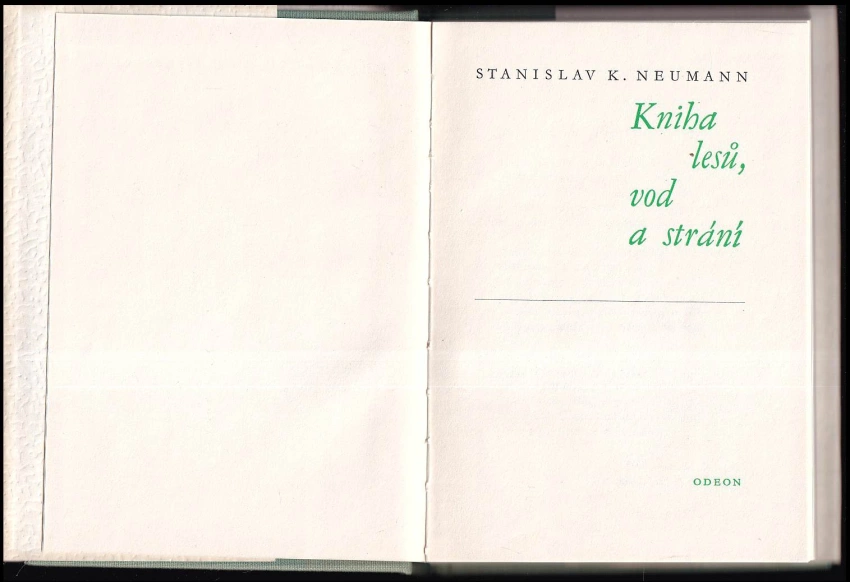 STANISLAV K. NEUMANN
Kniha
lesů,
vod
a strání
ODEON